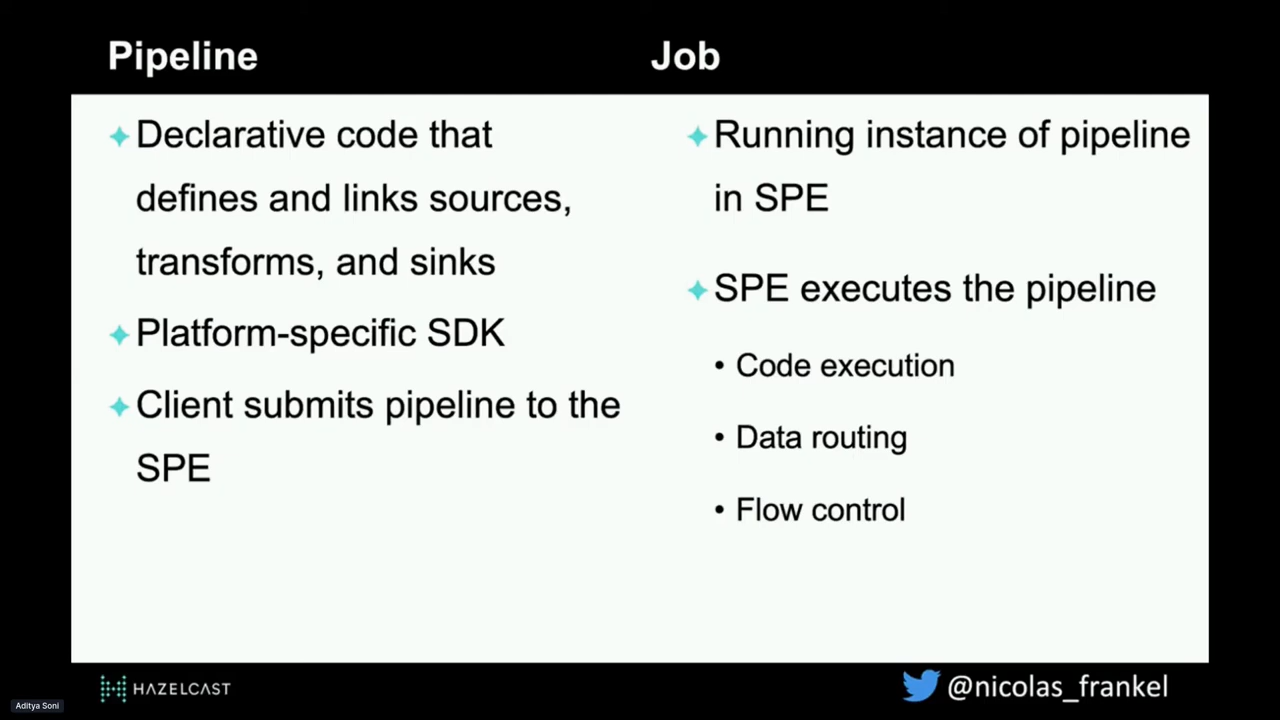 Pipeline
Declarative code that
defines and links sources,
transforms, and sinks
Platform-specific SDK
Client submits pipeline to the
SPE
Job
Running instance of pipeline
in SPE
SPE executes the pipeline
• Code execution
• Data routing
• Flow control
HAZELCAST
@nicolas_frankel
Aditya Soni